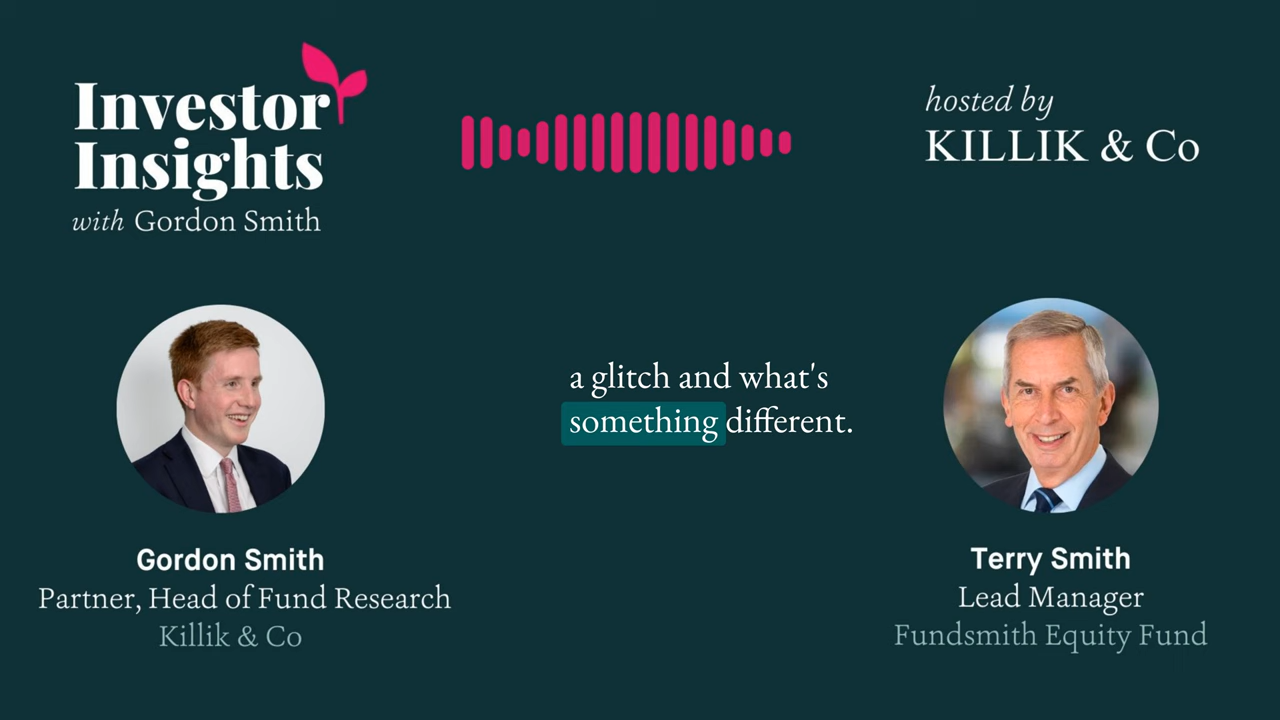 Investor
Insights
with Gordon Smith
hosted by
KILLIK & Co
a glitch and what's
something different.
Gordon Smith
Partner, Head of Fund Research
Killik & Co
Terry Smith
Lead Manager
Fundsmith Equity Fund